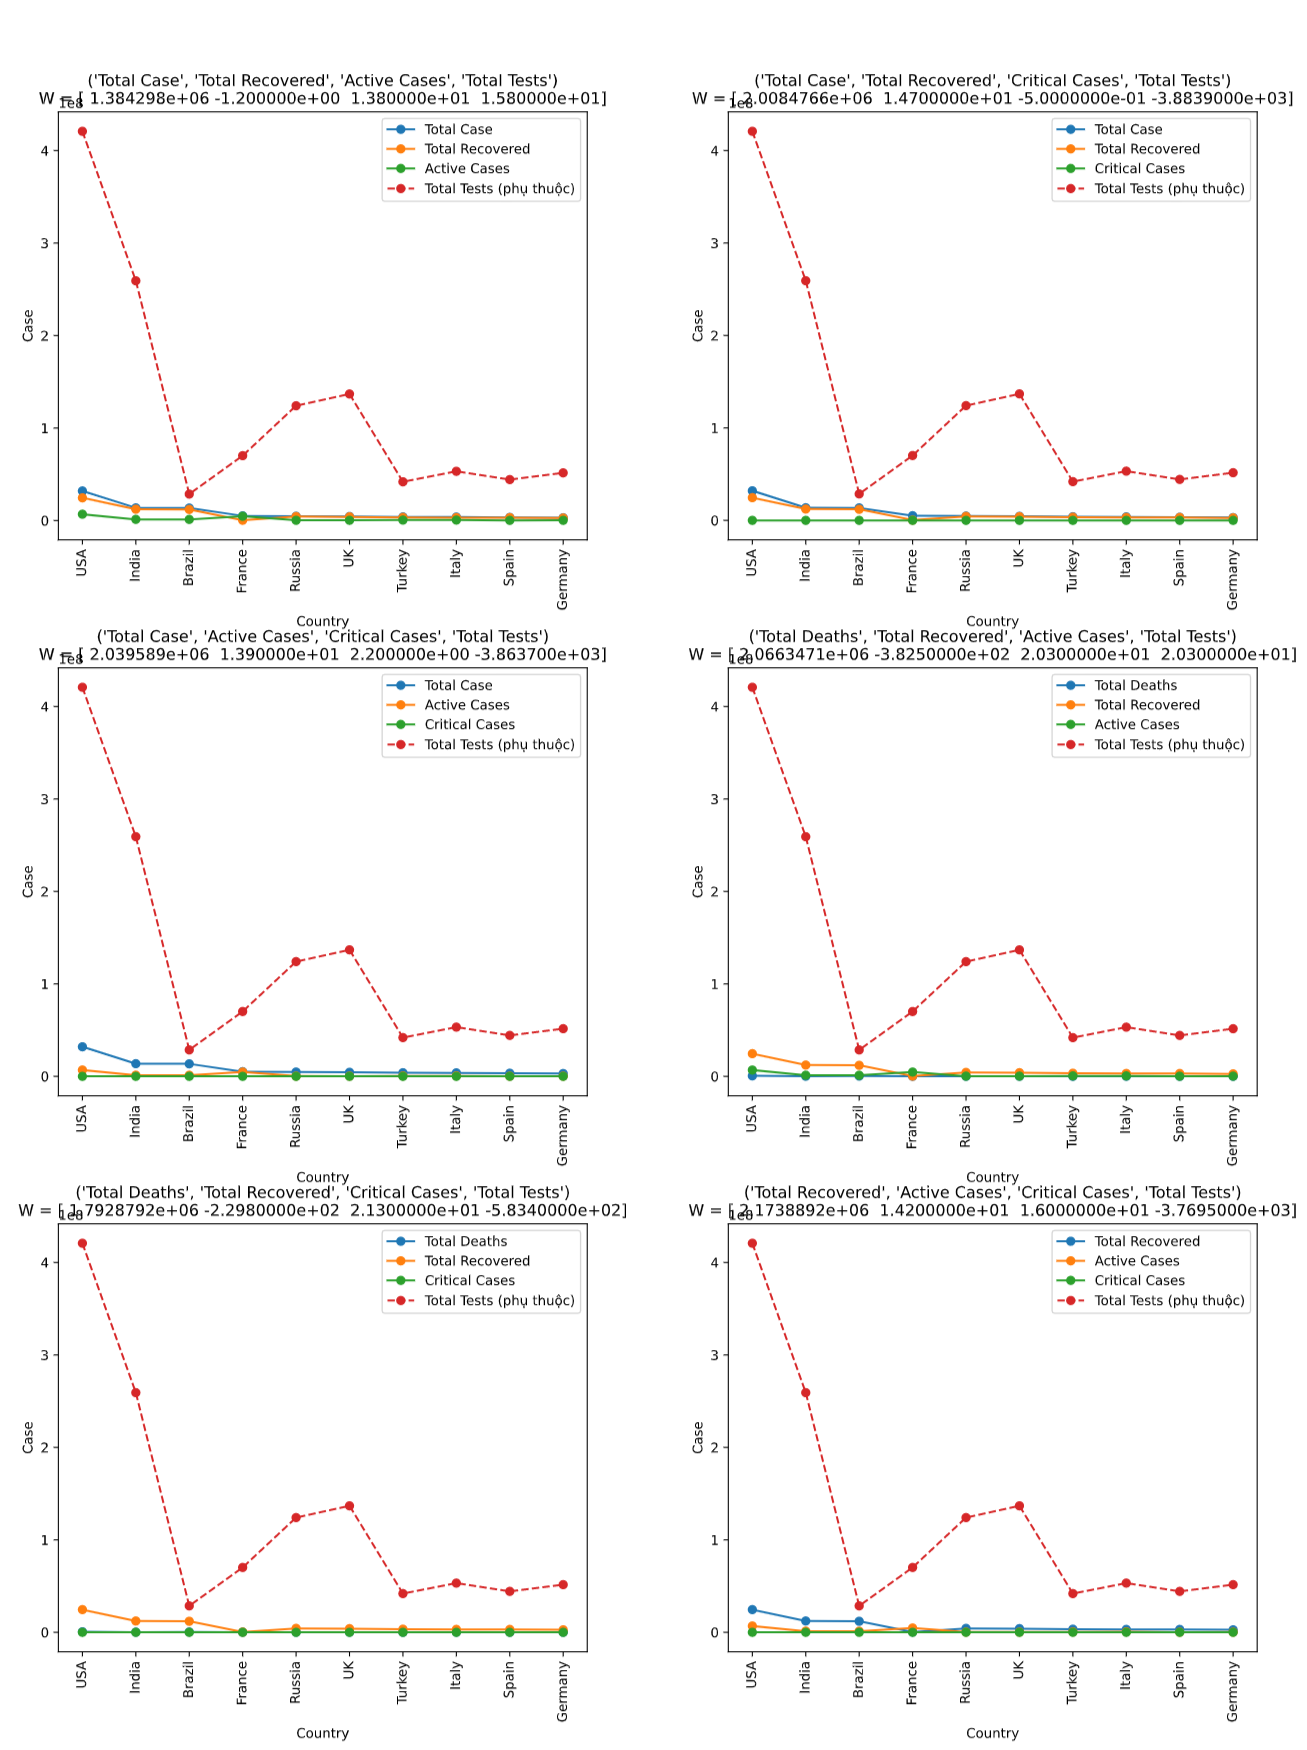 ('Total Case', 'Total Recovered', 'Active Cases', 'Total Tests')
W = [ 1.384298e+06 -1.200000e+00  1.380000e+01  1.580000e+01]
1e8
Total Case
Total Recovered
Active Cases
Total Tests (phụ thuộc)
4
3
2
1
0
Case
USA
India
Brazil
France
Russia
UK
Turkey
Italy
Spain
Germany
Country
('Total Case', 'Total Recovered', 'Critical Cases', 'Total Tests')
W = [ 2.0084766e+06  1.4700000e+01 -5.0000000e-01 -3.8839000e+03]
1e8
Total Case
Total Recovered
Critical Cases
Total Tests (phụ thuộc)
4
3
2
1
0
Case
USA
India
Brazil
France
Russia
UK
Turkey
Italy
Spain
Germany
Country
('Total Case', 'Active Cases', 'Critical Cases', 'Total Tests')
W = [ 2.039589e+06  1.390000e+01  2.200000e+00 -3.863700e+03]
1e8
Total Case
Active Cases
Critical Cases
Total Tests (phụ thuộc)
4
3
2
1
0
Case
USA
India
Brazil
France
Russia
UK
Turkey
Italy
Spain
Germany
Country
('Total Deaths', 'Total Recovered', 'Active Cases', 'Total Tests')
W = [ 2.0663471e+06 -3.8250000e+02  2.0300000e+01  2.0300000e+01]
1e8
Total Deaths
Total Recovered
Active Cases
Total Tests (phụ thuộc)
4
3
2
1
0
Case
USA
India
Brazil
France
Russia
UK
Turkey
Italy
Spain
Germany
Country
('Total Deaths', 'Total Recovered', 'Critical Cases', 'Total Tests')
W = [ 1.7928792e+06 -2.2980000e+02  2.1300000e+01 -5.8340000e+02]
1e8
Total Deaths
Total Recovered
Critical Cases
Total Tests (phụ thuộc)
4
3
2
1
0
Case
USA
India
Brazil
France
Russia
UK
Turkey
Italy
Spain
Germany
Country
('Total Recovered', 'Active Cases', 'Critical Cases', 'Total Tests')
W = [ 2.1738892e+06  1.4200000e+01  1.6000000e+01 -3.7695000e+03]
1e8
Total Recovered
Active Cases
Critical Cases
Total Tests (phụ thuộc)
4
3
2
1
0
Case
USA
India
Brazil
France
Russia
UK
Turkey
Italy
Spain
Germany
Country